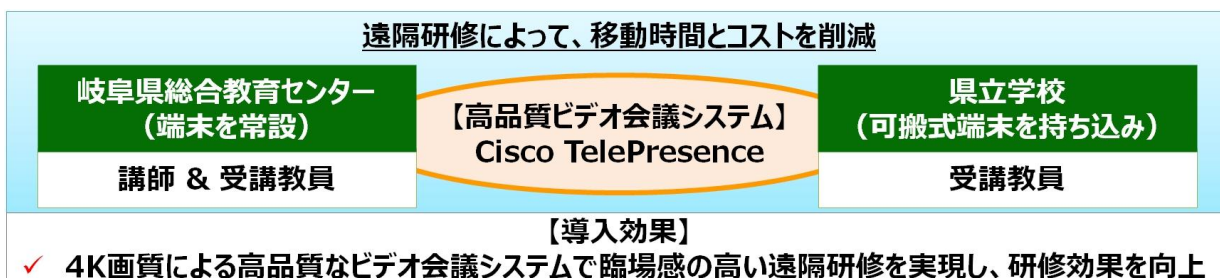 遠隔研修によって、移動時間とコストを削減
岐阜県総合教育センター
（端末を常設）
講師 & 受講教員
【高品質ビデオ会議システム】
Cisco TelePresence
県立学校
（可搬式端末を持ち込み）
受講教員
【導入効果】
✓ 4K画質による高品質なビデオ会議システムで臨場感の高い遠隔研修を実現し、研修効果を向上